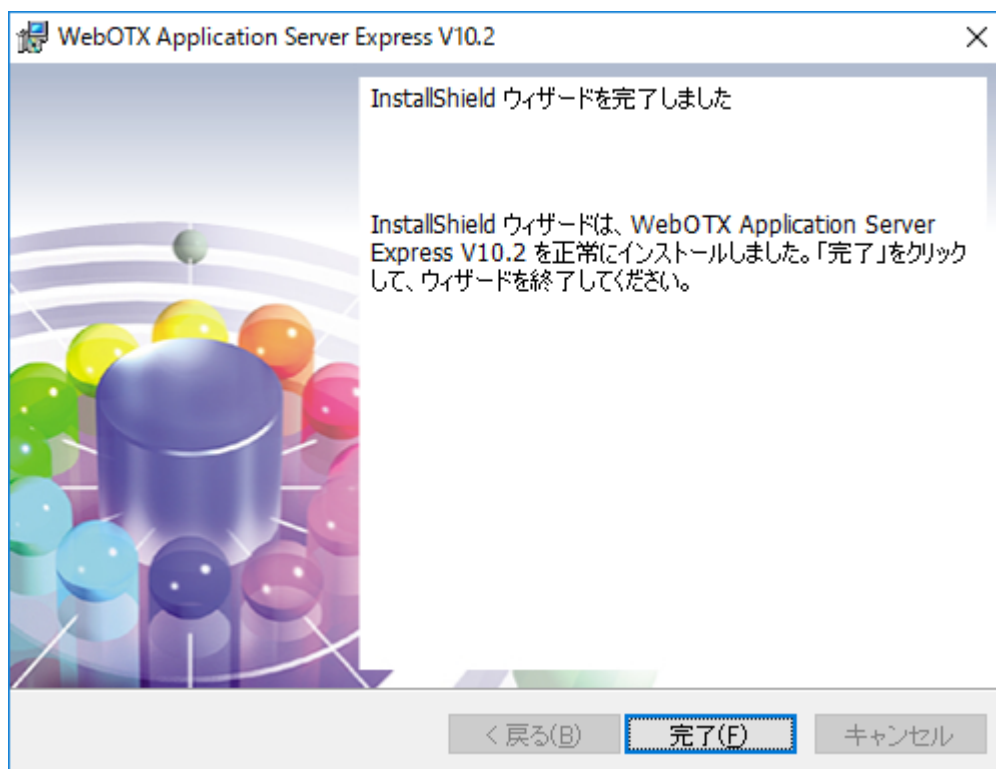 WebOTX Application Server Express V10.2
InstallShield ウィザードを完了しました
InstallShield ウィザードは、WebOTX Application Server
Express V10.2 を正常にインストールしました。「完了」をクリック
して、ウィザードを終了してください。
< 戻る(B)
完了(F)
キャンセル